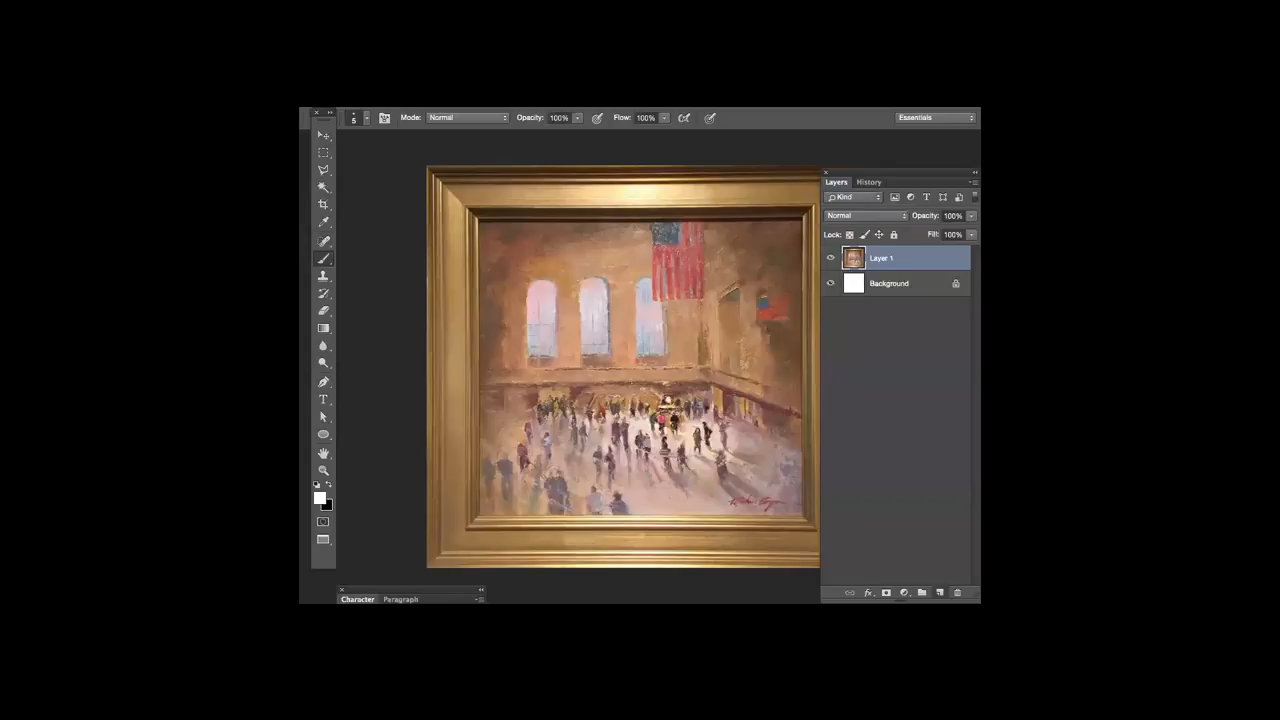 5 Mode: Normal Opacity: 100% Flow: 100% Essentials
Layers History
Kind
Normal Opacity: 100%
Lock: Fill: 100%
Layer 1
Background
Character Paragraph